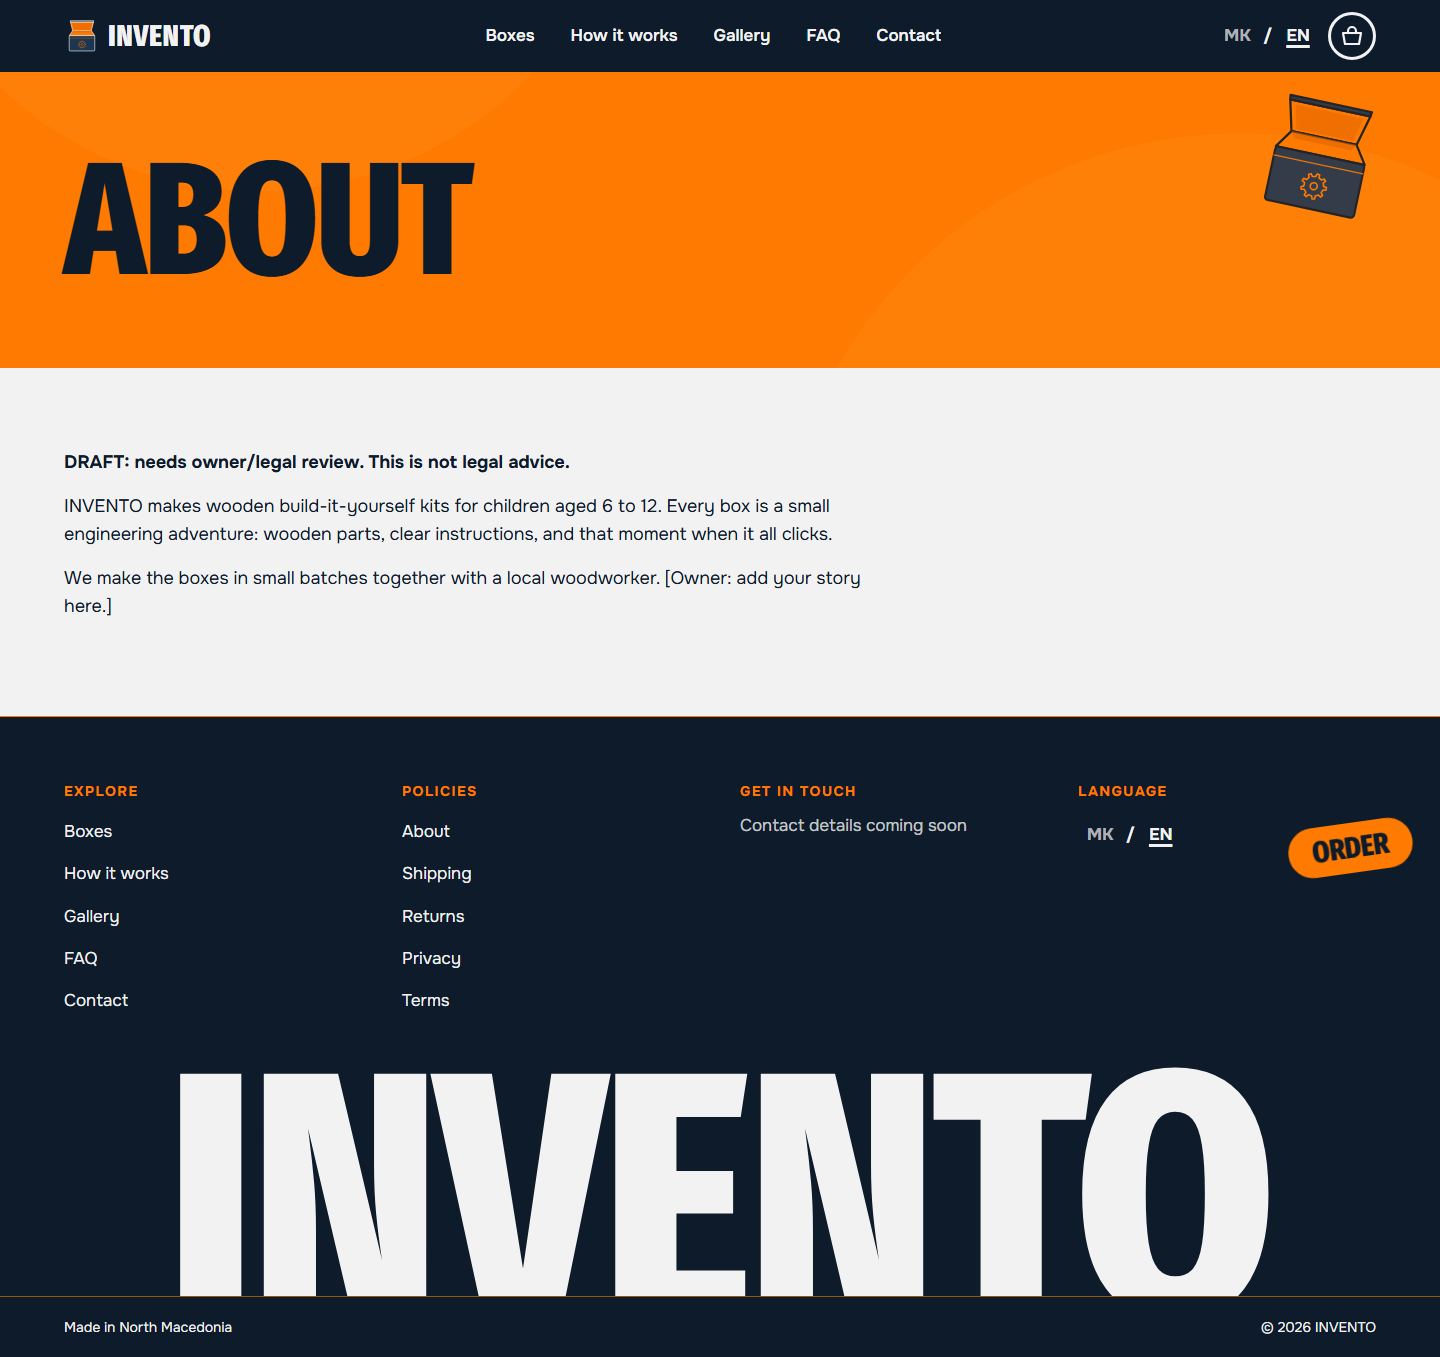 INVENTO
Boxes
How it works
Gallery
FAQ
Contact
MK / EN
ABOUT
DRAFT: needs owner/legal review. This is not legal advice.
INVENTO makes wooden build-it-yourself kits for children aged 6 to 12. Every box is a small
engineering adventure: wooden parts, clear instructions, and that moment when it all clicks.
We make the boxes in small batches together with a local woodworker. [Owner: add your story
here.]
EXPLORE
Boxes
How it works
Gallery
FAQ
Contact
POLICIES
About
Shipping
Returns
Privacy
Terms
GET IN TOUCH
Contact details coming soon
LANGUAGE
MK / EN
ORDER
INVENTO
Made in North Macedonia
© 2026 INVENTO